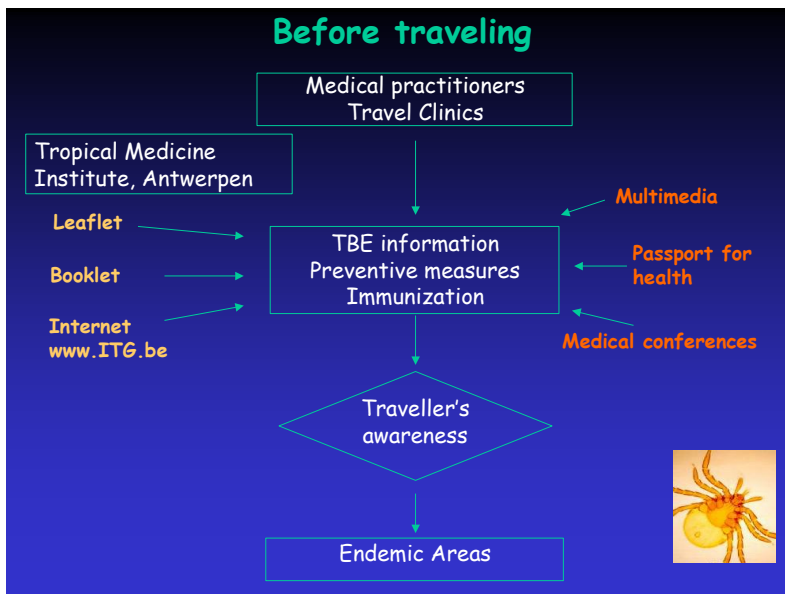 Before traveling
Medical practitioners
Travel Clinics
Tropical Medicine
Institute, Antwerpen
Leaflet
Booklet
Internet
www.ITG.be
TBE information
Preventive measures
Immunization
Multimedia
Passport for
health
Medical conferences
Traveller's
awareness
Endemic Areas